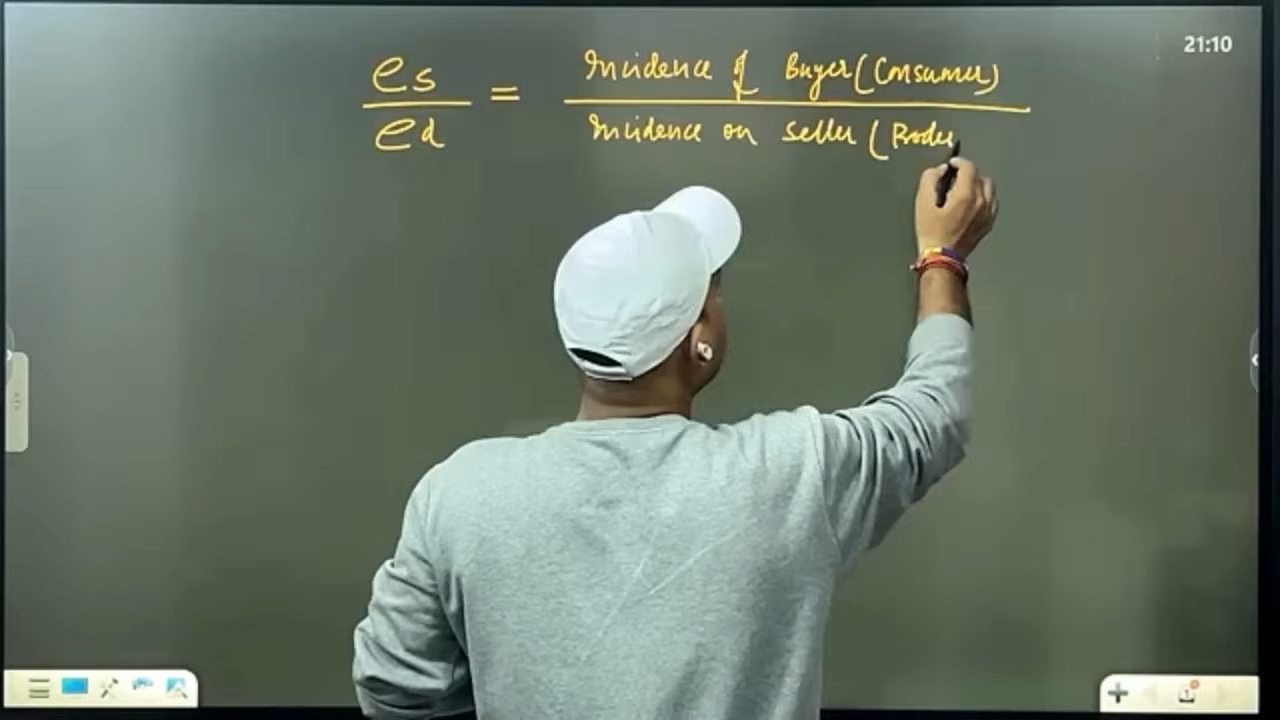 21:10
es / ed = Incidence of Buyer (Consumer) / Incidence on seller (Produ